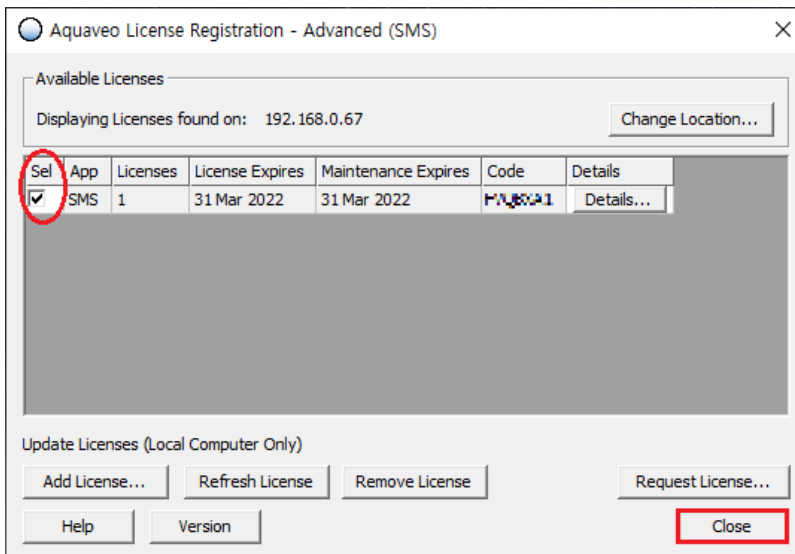 Aquaveo License Registration - Advanced (SMS)
Available Licenses
Displaying Licenses found on: 192.168.0.67 Change Location...
Sel App Licenses License Expires Maintenance Expires Code Details
SMS 1 31 Mar 2022 31 Mar 2022 Details...
Update Licenses (Local Computer Only)
Add License... Refresh License Remove License Request License...
Help Version Close